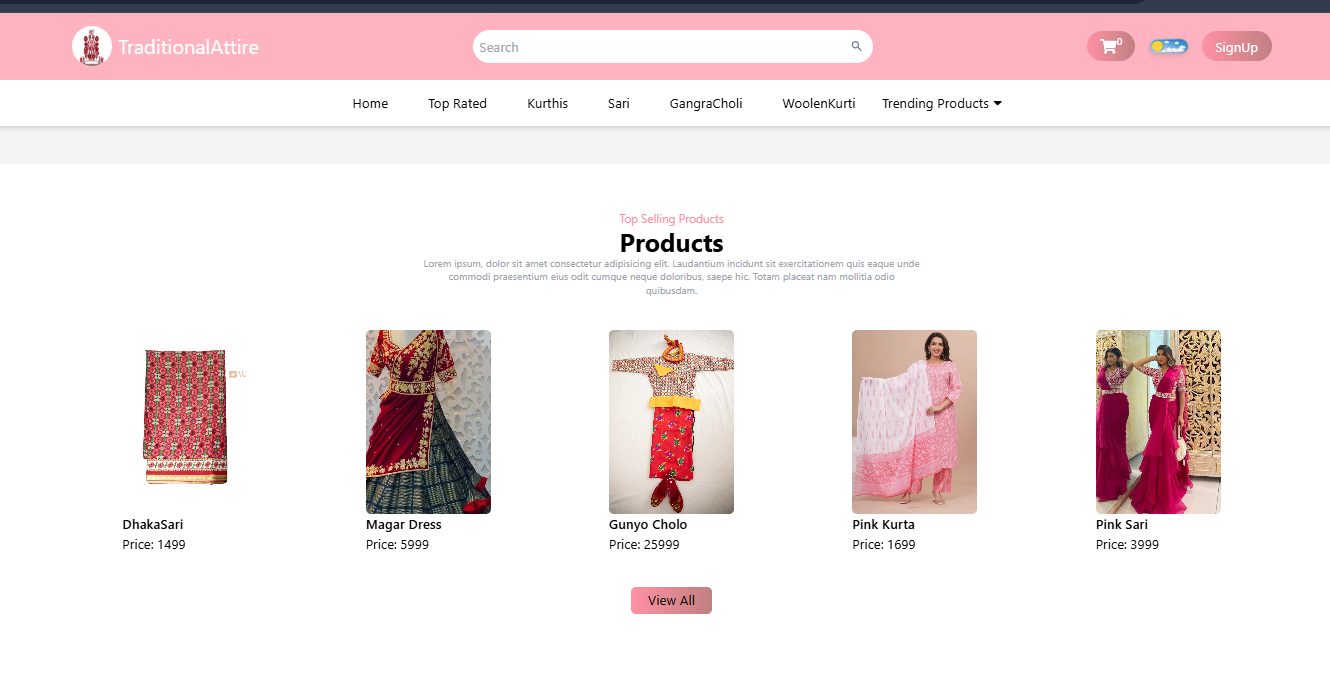 TraditionalAttire
Search
0
SignUp
Home
Top Rated
Kurthis
Sari
GangraCholi
WoolenKurti
Trending Products
Top Selling Products
Products
Lorem ipsum, dolor sit amet consectetur adipisicing elit. Laudantium incidunt sit exercitationem quis eaque unde
commodi praesentium eius odit cumque neque doloribus, saepe hic. Totam placeat nam mollitia odio
quibusdam.
DhakaSari
Price: 1499
Magar Dress
Price: 5999
Gunyo Cholo
Price: 25999
Pink Kurta
Price: 1699
Pink Sari
Price: 3999
View All